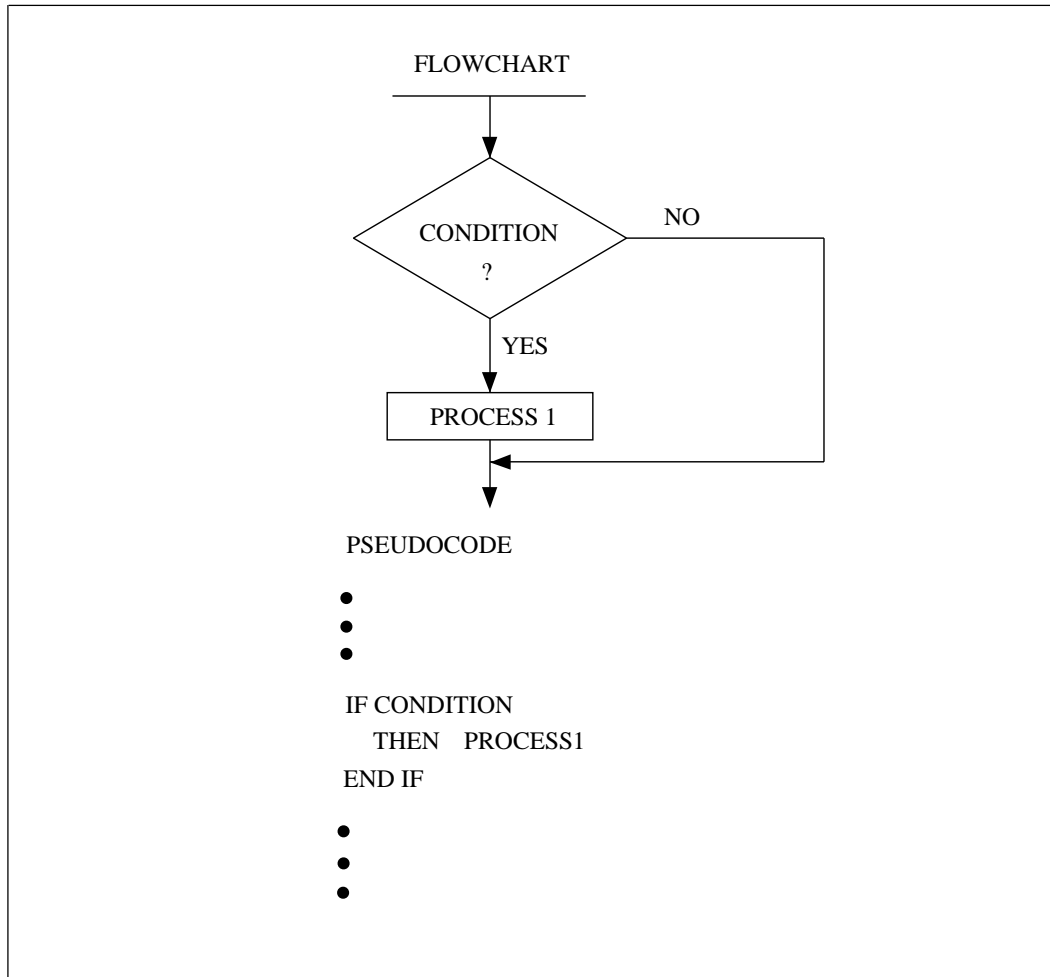 FLOWCHART
CONDITION
?
NO
YES
PROCESS 1
PSEUDOCODE
IF CONDITION
THEN PROCESS1
END IF